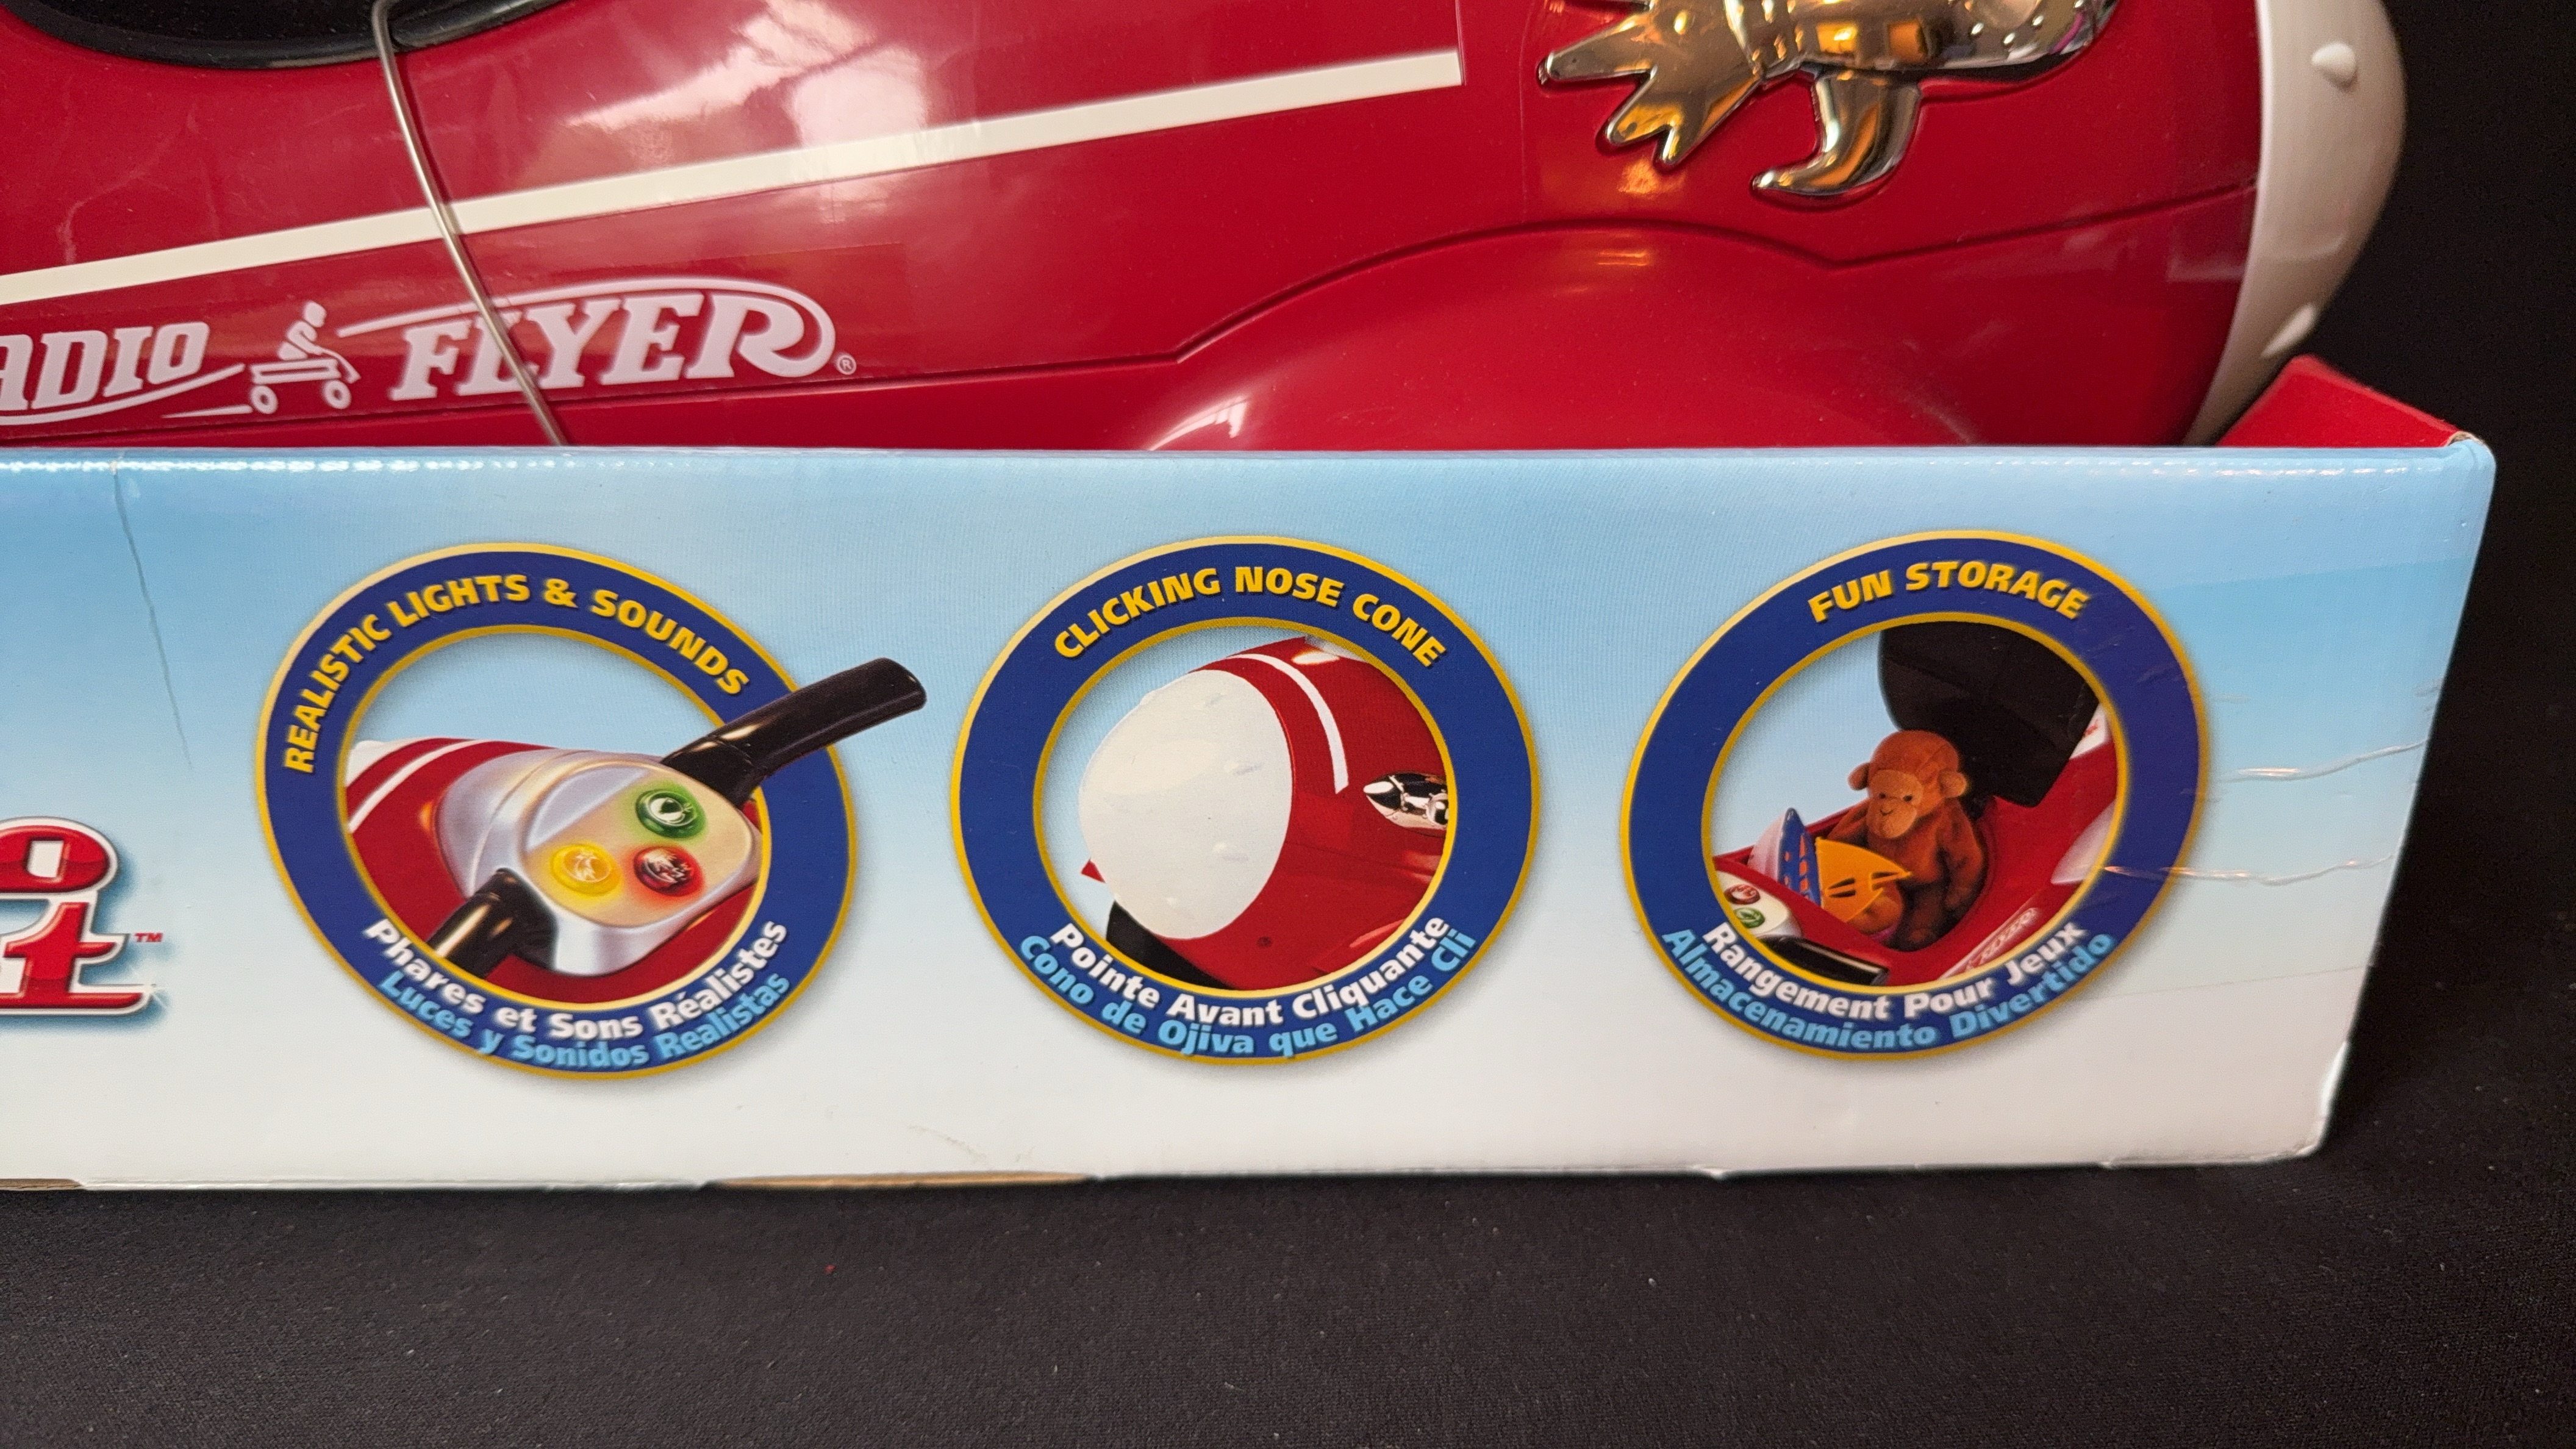 ADIO FLYER®
REALISTIC LIGHTS & SOUNDS
Phares et Sons Réalistes
Luces y Sonidos Realistas
CLICKING NOSE CONE
Pointe Avant Cliquante
Cono de Ojiva que Hace Cli
FUN STORAGE
Rangement Pour Jeux
Almacenamiento Divertido
i™